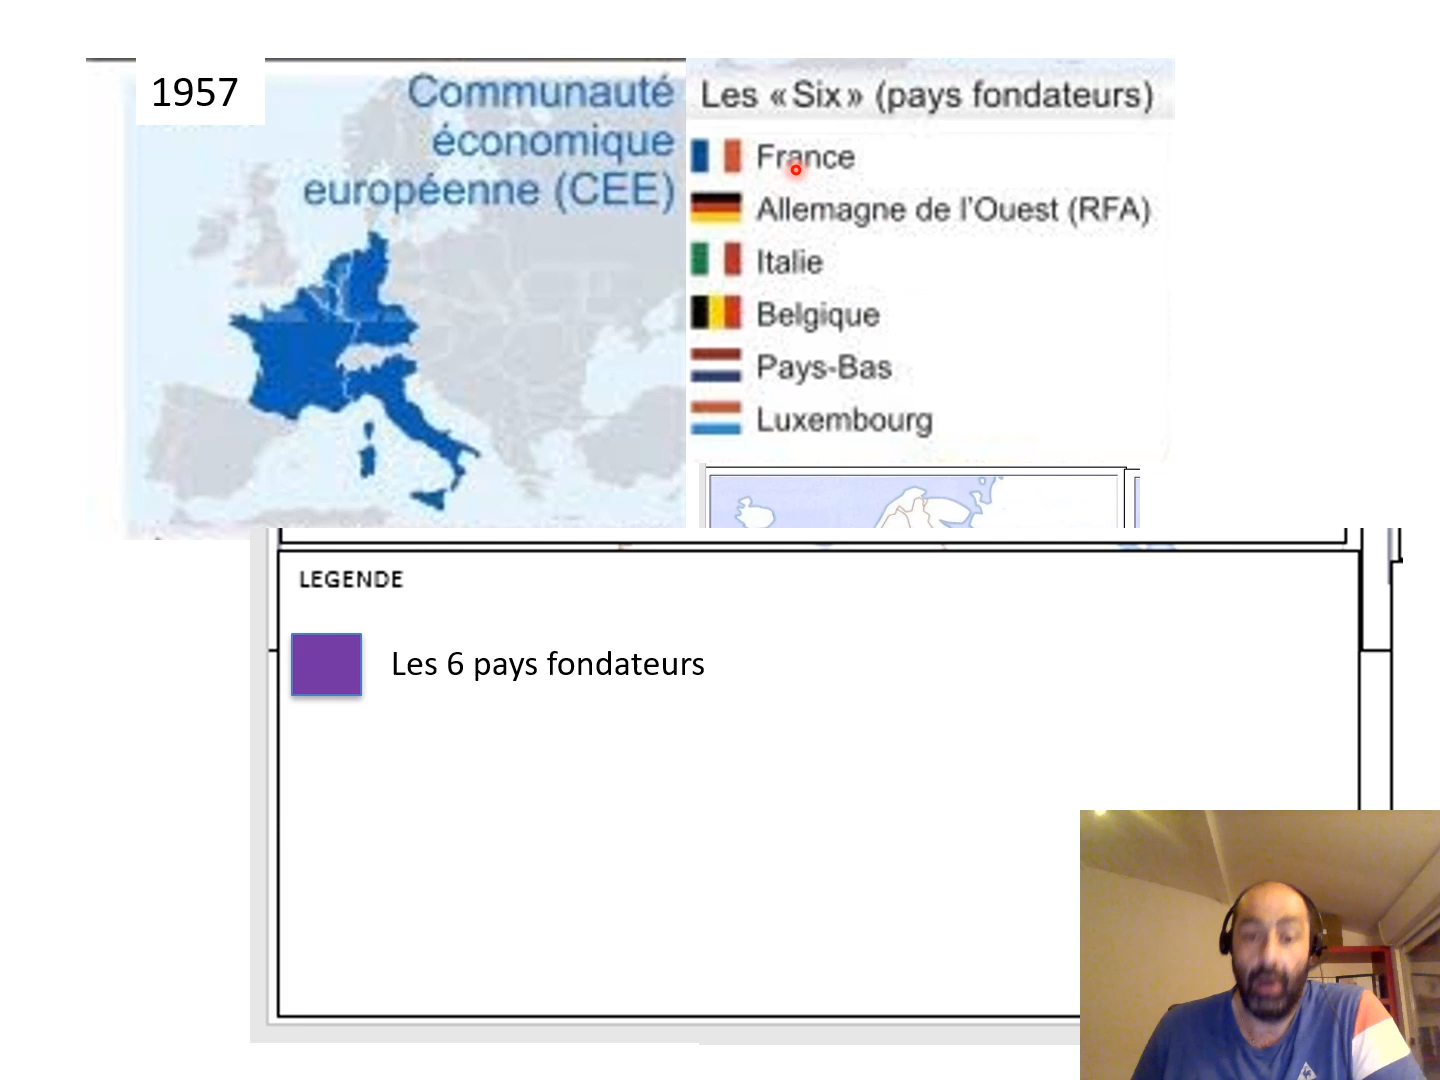 1957
Communauté
économique
européenne (CEE)
Les «Six» (pays fondateurs)
France
Allemagne de l'Ouest (RFA)
Italie
Belgique
Pays-Bas
Luxembourg
LEGENDE
Les 6 pays fondateurs